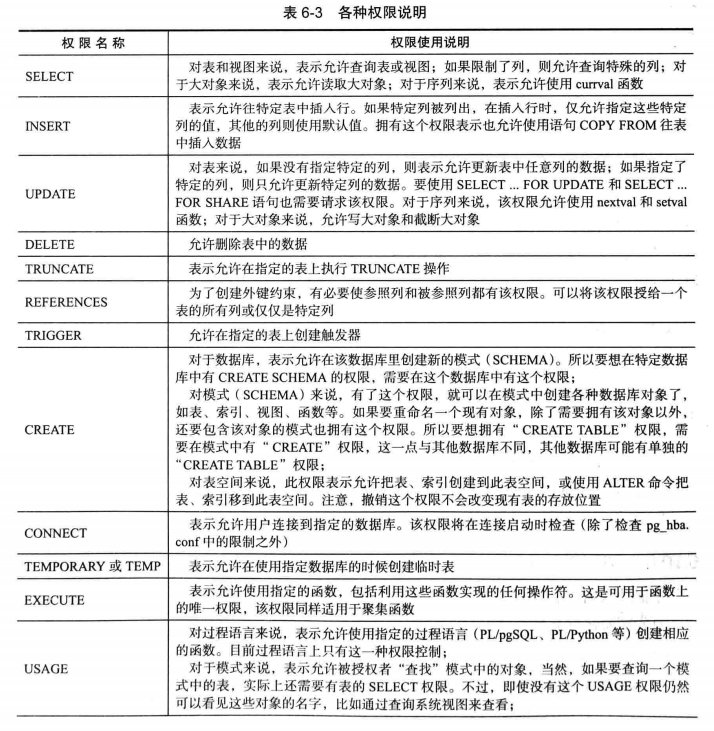 表 6-3 各种权限说明
权 限 名 称
权限使用说明
SELECT
对表和视图来说，表示允许查询表或视图；如果限制了列，则允许查询特殊的列；对
于大对象来说，表示允许读取大对象；对于序列来说，表示允许使用 currval 函数
INSERT
表示允许往特定表中插入行。如果特定列被列出，在插入行时，仅允许指定这些特定
列的值，其他的列则使用默认值。拥有这个权限表示也允许使用语句 COPY FROM 往表
中插入数据
UPDATE
对表来说，如果没有指定特定的列，则表示允许更新表中任意列的数据；如果指定了
特定的列，则只允许更新特定列的数据。要使用 SELECT ... FOR UPDATE 和 SELECT ...
FOR SHARE 语句也需要请求该权限。对于序列来说，该权限允许使用 nextval 和 setval
函数；对于大对象来说，允许写大对象和截断大对象
DELETE
允许删除表中的数据
TRUNCATE
表示允许在指定的表上执行 TRUNCATE 操作
REFERENCES
为了创建外键约束，有必要使参照列和被参照列都有该权限。可以将该权限授给一个
表的所有列或仅仅是特定列
TRIGGER
允许在指定的表上创建触发器
CREATE
对于数据库，表示允许在该数据库里创建新的模式（SCHEMA）。所以要想在特定数据
库中有 CREATE SCHEMA 的权限，需要在这个数据库中有这个权限；
对模式（SCHEMA）来说，有了这个权限，就可以在模式中创建各种数据库对象了，
如表、索引、视图、函数等。如果要重命名一个现有对象，除了需要拥有该对象以外，
还要包含该对象的模式也拥有这个权限。所以要想拥有“ CREATE TABLE”权限，需
要在模式中有“ CREATE”权限，这一点与其他数据库不同，其他数据库可能有单独的
“CREATE TABLE”权限；
对表空间来说，此权限表示允许把表、索引创建到此表空间，或使用 ALTER 命令把
表、索引移到此表空间。注意，撤销这个权限不会改变现有表的存放位置
CONNECT
表示允许用户连接到指定的数据库。该权限将在连接启动时检查（除了检查 pg_hba.
conf 中的限制之外）
TEMPORARY 或 TEMP
表示允许在使用指定数据库的时候创建临时表
EXECUTE
表示允许使用指定的函数，包括利用这些函数实现的任何操作符。这是可用于函数上
的唯一权限，该权限同样适用于聚集函数
USAGE
对过程语言来说，表示允许使用指定的过程语言（PL/pgSQL、PL/Python 等）创建相应
的函数。目前过程语言上只有这一种权限控制；
对于模式来说，表示允许被授权者“查找”模式中的对象，当然，如果要查询一个模
式中的表，实际上还需要有表的 SELECT 权限。不过，即使没有这个 USAGE 权限仍然
可以看见这些对象的名字，比如通过查询系统视图来查看；